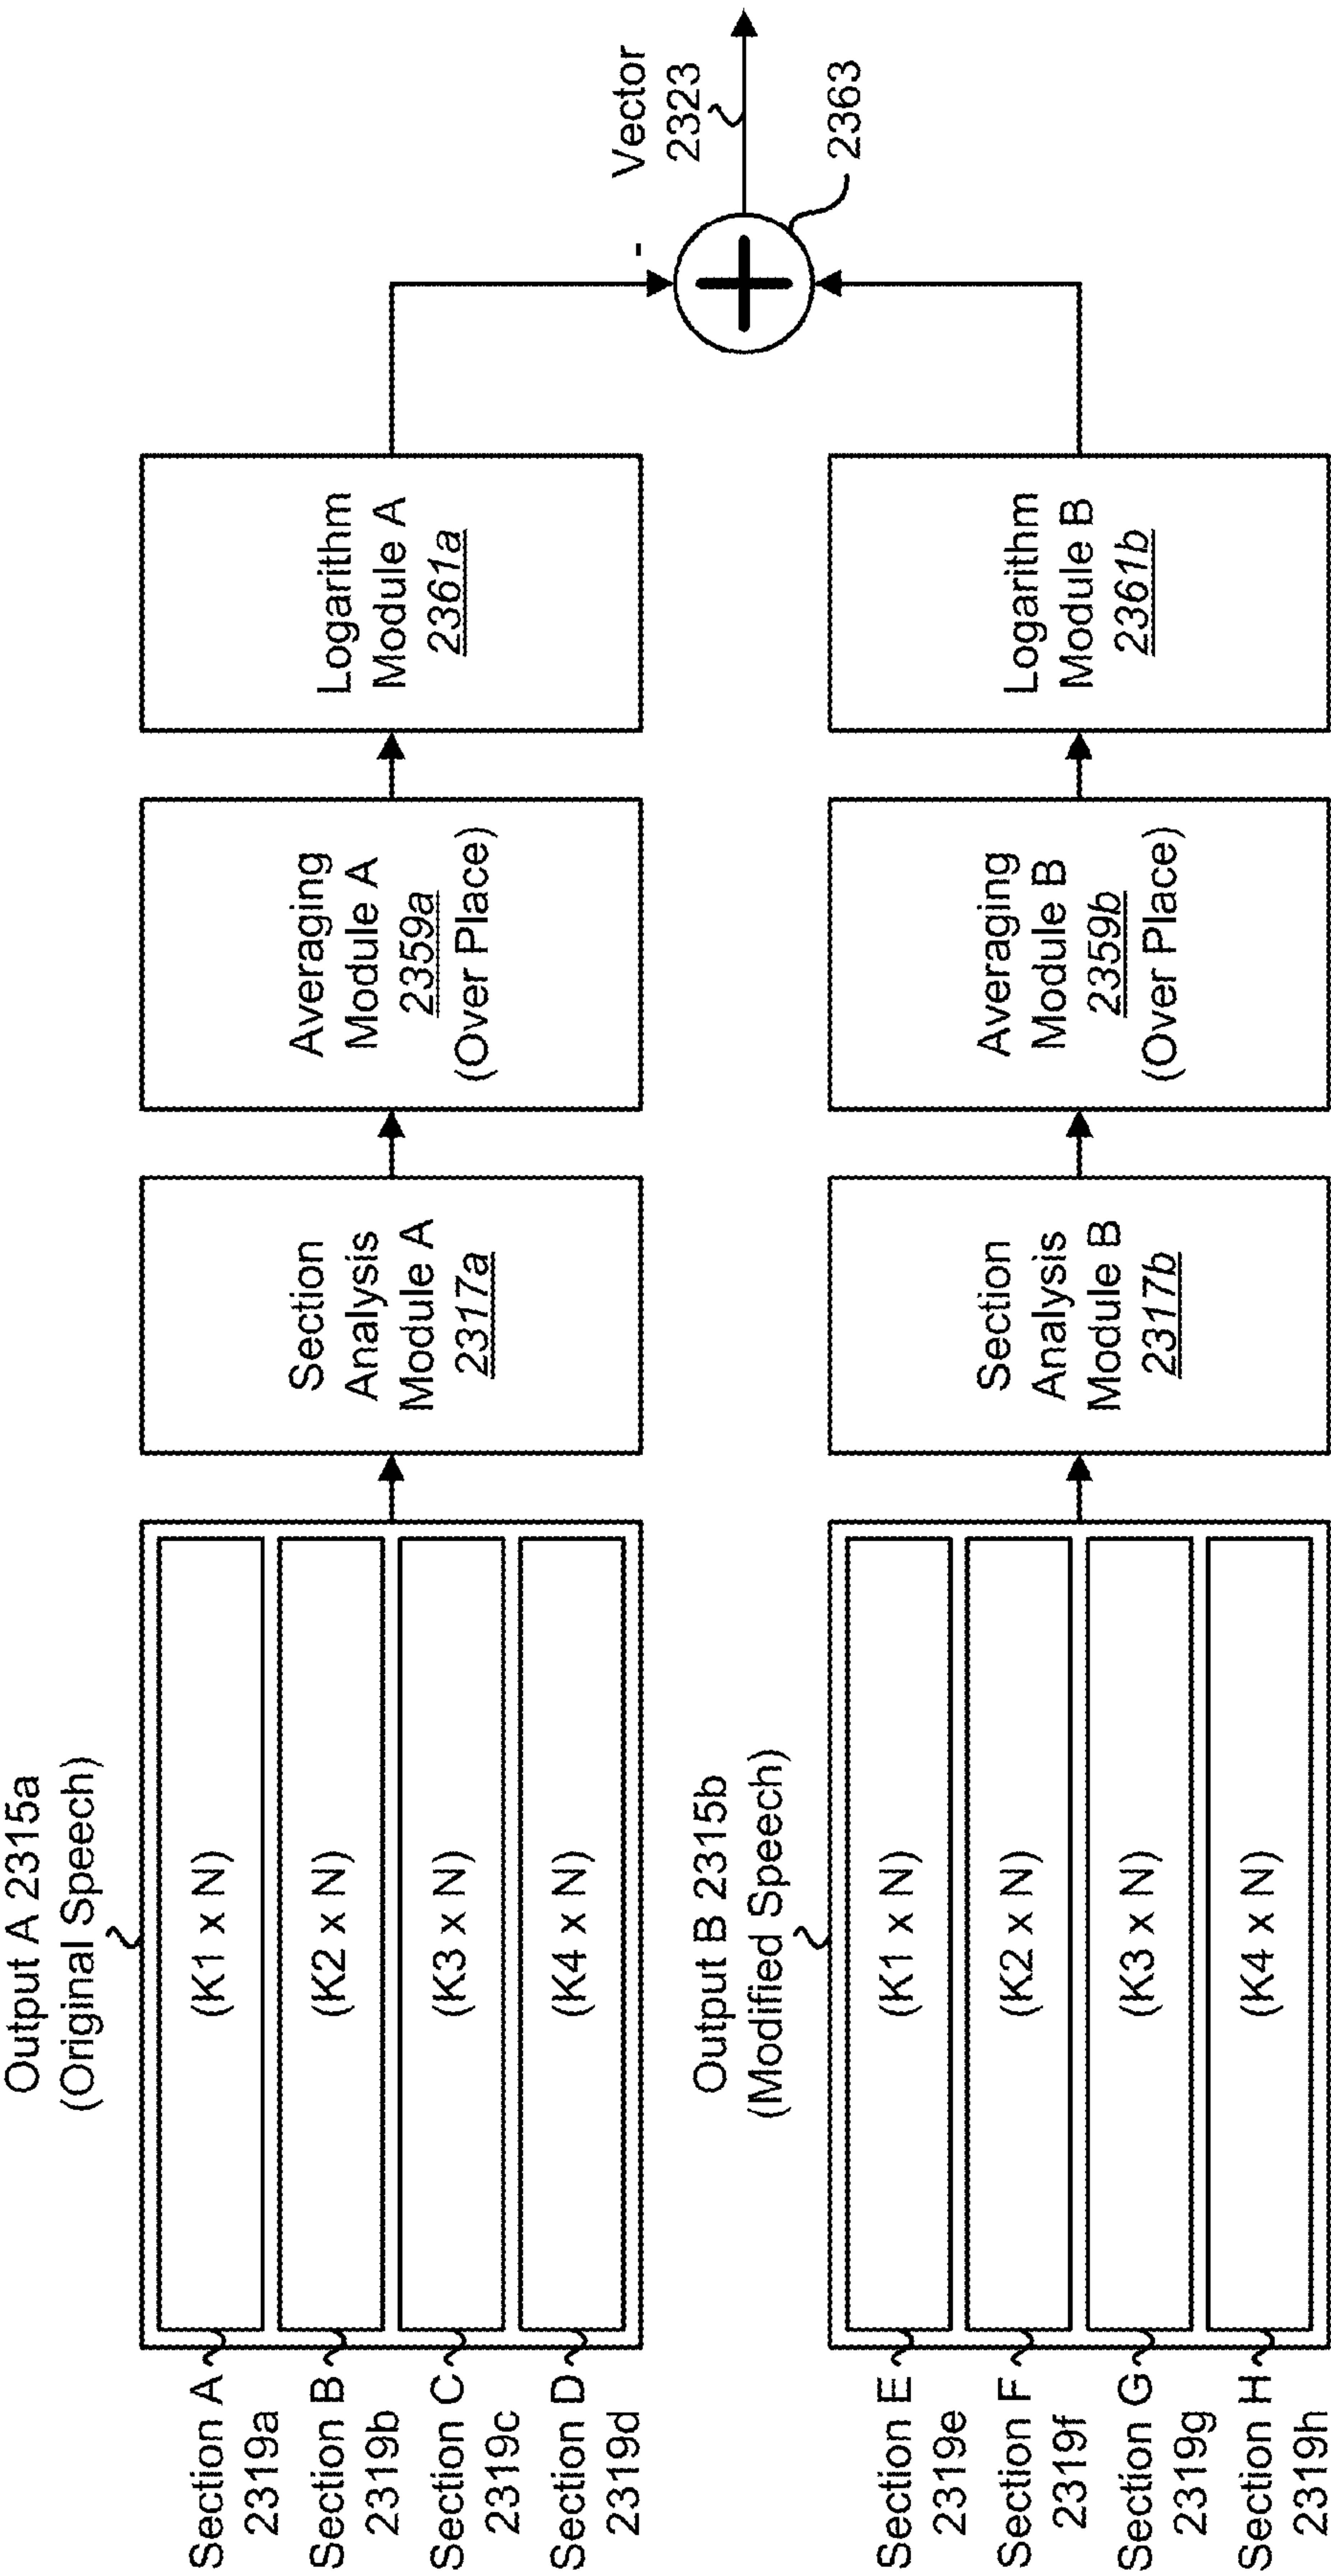 Output A 2315a
(Original Speech)
Section A
2319a
Section B
2319b
Section C
2319c
Section D
2319d
(K1 x N)
(K2 x N)
(K3 x N)
(K4 x N)
Section
Analysis
Module A
2317a
Averaging
Module A
2359a
(Over Place)
Logarithm
Module A
2361a
-
Vector
2323
2363
Output B 2315b
(Modified Speech)
Section E
2319e
Section F
2319f
Section G
2319g
Section H
2319h
(K1 x N)
(K2 x N)
(K3 x N)
(K4 x N)
Section
Analysis
Module B
2317b
Averaging
Module B
2359b
(Over Place)
Logarithm
Module B
2361b